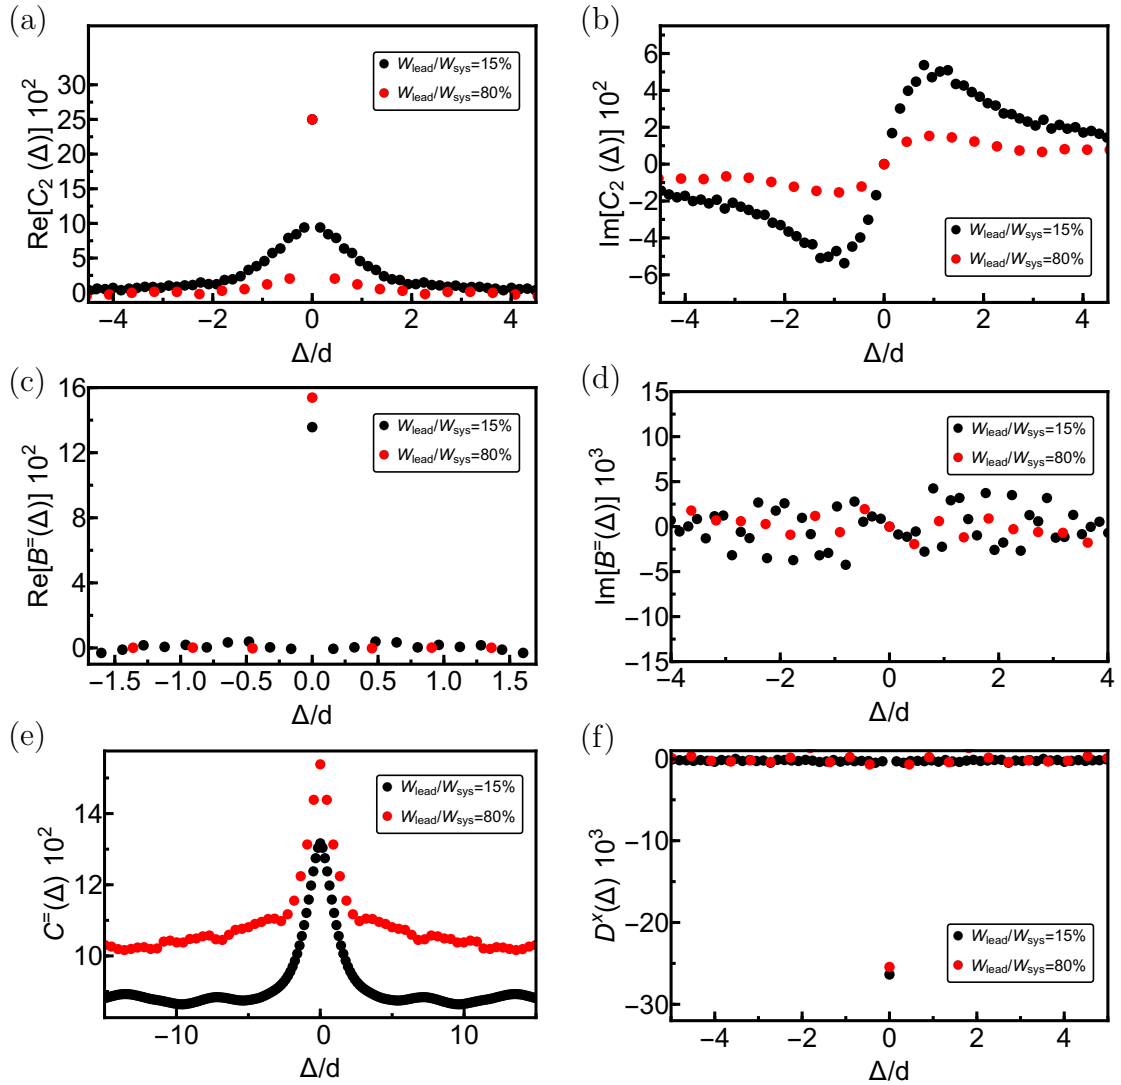 (a)
Re[C₂ (Δ)] 10²
30
25
20
15
10
5
0
−4
−2
0
2
4
Δ/d
W_lead/W_sys=15%
W_lead/W_sys=80%
(b)
Im[C₂ (Δ)] 10²
6
4
2
0
−2
−4
−6
−4
−2
0
2
4
Δ/d
W_lead/W_sys=15%
W_lead/W_sys=80%
(c)
Re[B⁼(Δ)] 10²
16
12
8
4
0
−1.5
−1.0
−0.5
0.0
0.5
1.0
1.5
Δ/d
W_lead/W_sys=15%
W_lead/W_sys=80%
(d)
Im[B⁼(Δ)] 10³
15
10
5
0
−5
−10
−15
−4
−2
0
2
4
Δ/d
W_lead/W_sys=15%
W_lead/W_sys=80%
(e)
C⁼(Δ) 10²
14
12
10
−10
0
10
Δ/d
W_lead/W_sys=15%
W_lead/W_sys=80%
(f)
Dˣ(Δ) 10³
0
−10
−20
−30
−4
−2
0
2
4
Δ/d
W_lead/W_sys=15%
W_lead/W_sys=80%